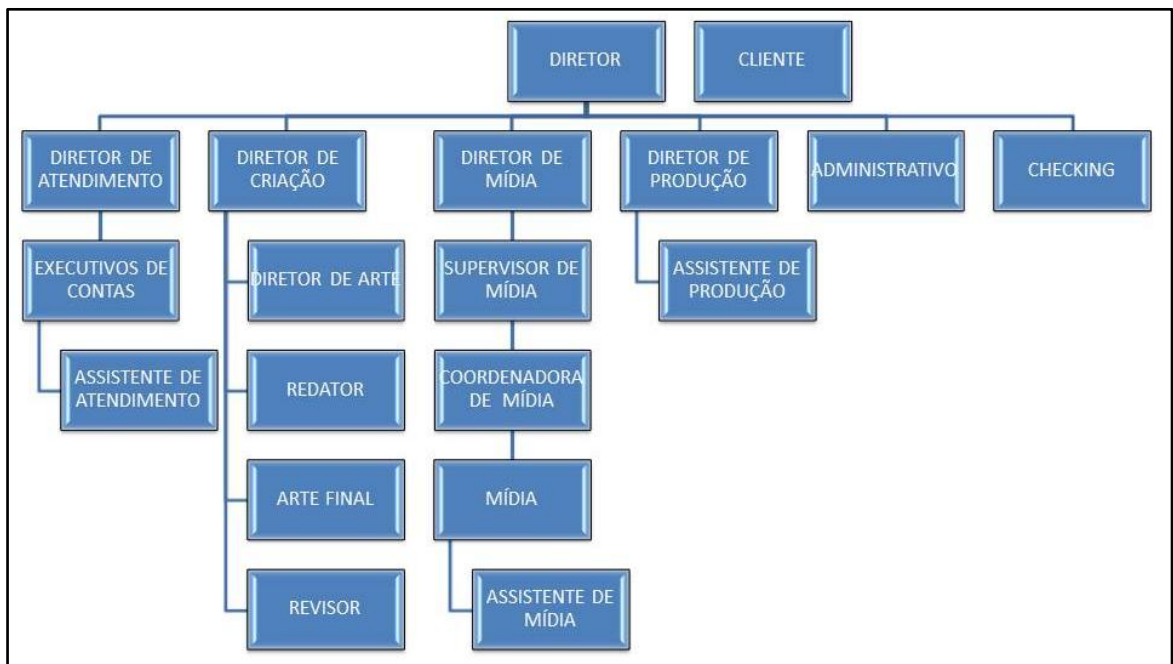 DIRETOR
CLIENTE
DIRETOR DE
ATENDIMENTO
DIRETOR DE
CRIAÇÃO
DIRETOR DE
MÍDIA
DIRETOR DE
PRODUÇÃO
ADMINISTRATIVO
CHECKING
EXECUTIVOS DE
CONTAS
DIRETOR DE ARTE
SUPERVISOR DE
MÍDIA
ASSISTENTE DE
PRODUÇÃO
ASSISTENTE DE
ATENDIMENTO
REDATOR
COORDENADORA
DE MÍDIA
ARTE FINAL
MÍDIA
REVISOR
ASSISTENTE DE
MÍDIA